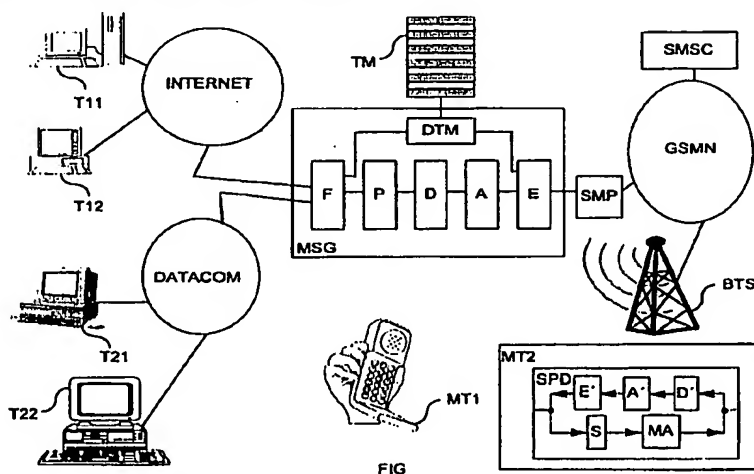 T11
INTERNET
TM
SMSC
GSMN
T12
DTM
F
P
D
A
E
SMP
MSG
DATACOM
BTS
T21
T22
MT1
MT2
SPD
E'
A'
D'
S
MA
FIG